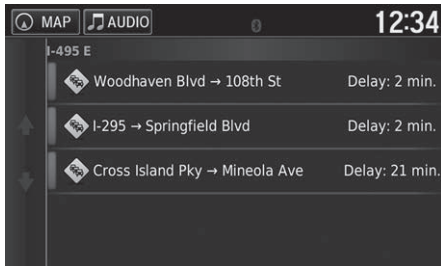 MAP AUDIO 12:34
I-495 E
Woodhaven Blvd → 108th St Delay: 2 min.
I-295 → Springfield Blvd Delay: 2 min.
Cross Island Pky → Mineola Ave Delay: 21 min.